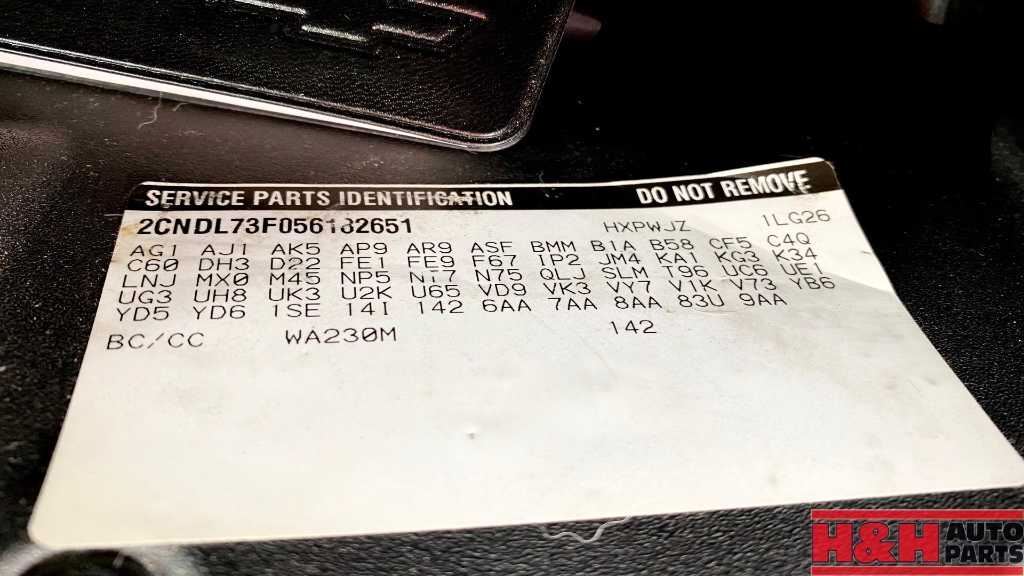 SERVICE PARTS IDENTIFICATION DO NOT REMOVE
2CNDL73F056132651 HXPWJZ 1LG26
AG1 AJ1 AK5 AP9 AR9 ASF BMM B1A B58 CF5 C4Q
C60 DH3 D22 FE1 FE9 F67 IP2 JM4 KA1 KG3 K34
LNJ MX0 M45 NP5 NT7 N75 QLJ SLM T96 UC6 UE1
UG3 UH8 UK3 U2K U65 VD9 VK3 VY7 V1K V73 YB6
YD5 YD6 1SE 14I 142 6AA 7AA 8AA 83U 9AA
BC/CC WA230M 142
H&H AUTO PARTS